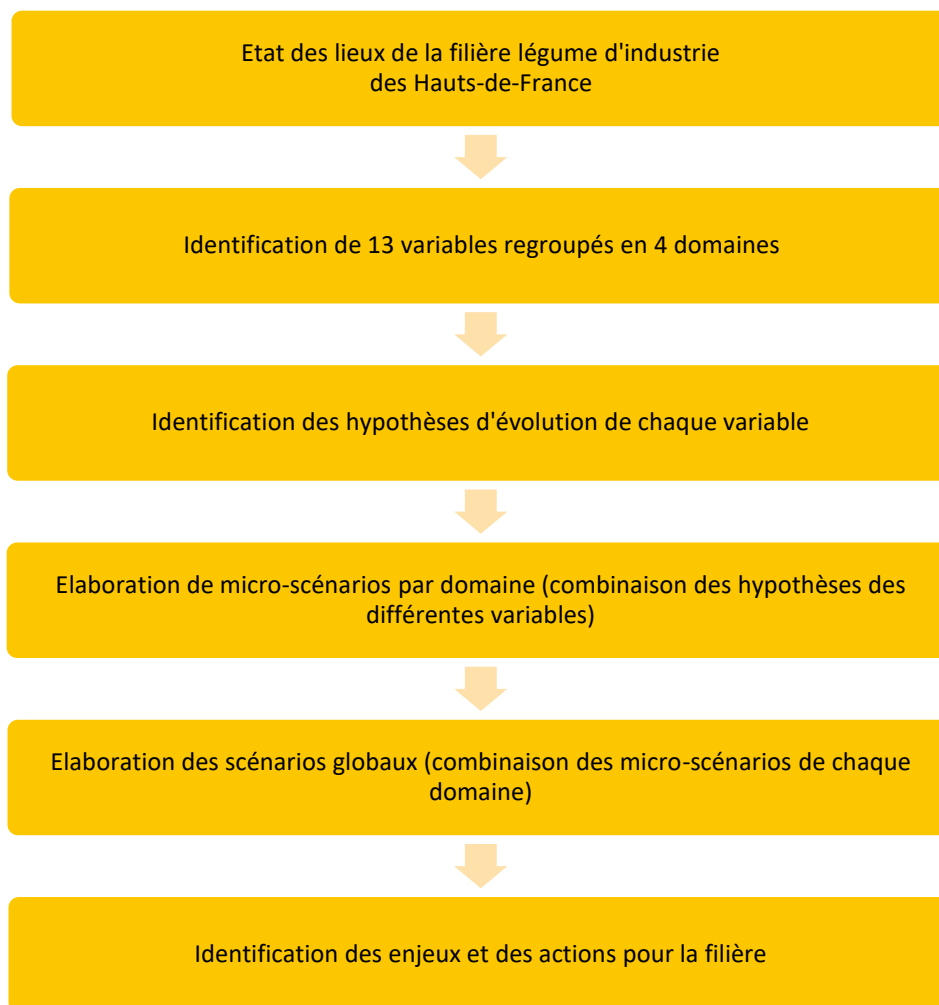 Etat des lieux de la filière légume d'industrie
des Hauts-de-France
Identification de 13 variables regroupés en 4 domaines
Identification des hypothèses d'évolution de chaque variable
Elaboration de micro-scénarios par domaine (combinaison des hypothèses des
différentes variables)
Elaboration des scénarios globaux (combinaison des micro-scénarios de chaque
domaine)
Identification des enjeux et des actions pour la filière